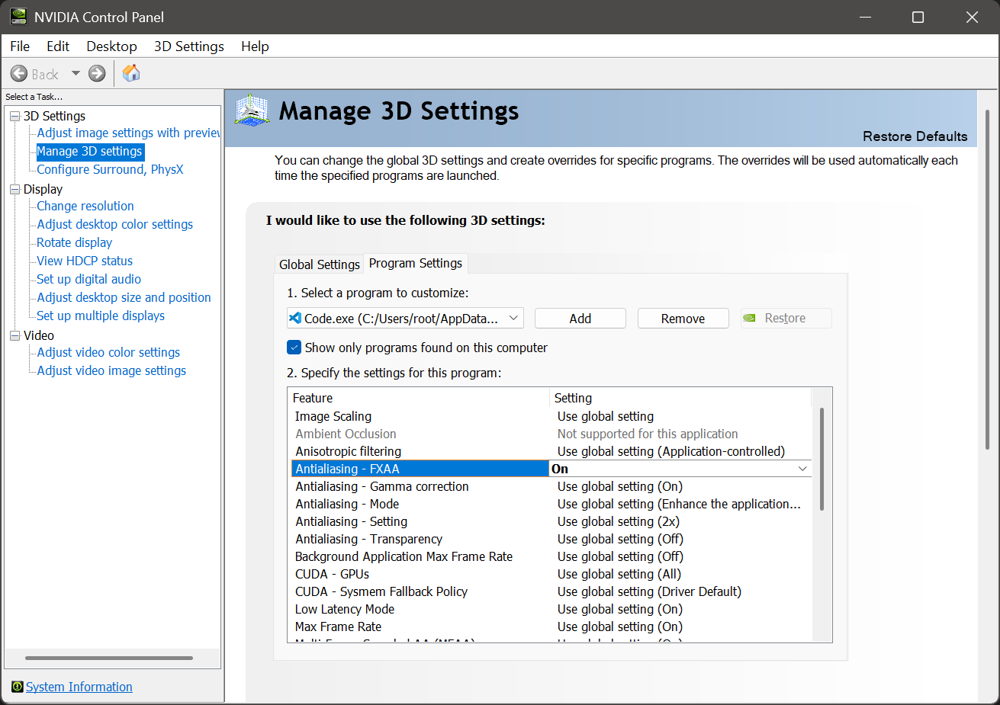 NVIDIA Control Panel
File Edit Desktop 3D Settings Help
Back
Select a Task...
3D Settings
Adjust image settings with preview
Manage 3D settings
Configure Surround, PhysX
Display
Change resolution
Adjust desktop color settings
Rotate display
View HDCP status
Set up digital audio
Adjust desktop size and position
Set up multiple displays
Video
Adjust video color settings
Adjust video image settings
System Information
Manage 3D Settings
Restore Defaults
You can change the global 3D settings and create overrides for specific programs. The overrides will be used automatically each
time the specified programs are launched.
I would like to use the following 3D settings:
Global Settings Program Settings
1. Select a program to customize:
Code.exe (C:/Users/root/AppData... Add Remove Restore
Show only programs found on this computer
2. Specify the settings for this program:
Feature Setting
Image Scaling Use global setting
Ambient Occlusion Not supported for this application
Anisotropic filtering Use global setting (Application-controlled)
Antialiasing - FXAA On
Antialiasing - Gamma correction Use global setting (On)
Antialiasing - Mode Use global setting (Enhance the application...
Antialiasing - Setting Use global setting (2x)
Antialiasing - Transparency Use global setting (Off)
Background Application Max Frame Rate Use global setting (Off)
CUDA - GPUs Use global setting (All)
CUDA - Sysmem Fallback Policy Use global setting (Driver Default)
Low Latency Mode Use global setting (On)
Max Frame Rate Use global setting (On)